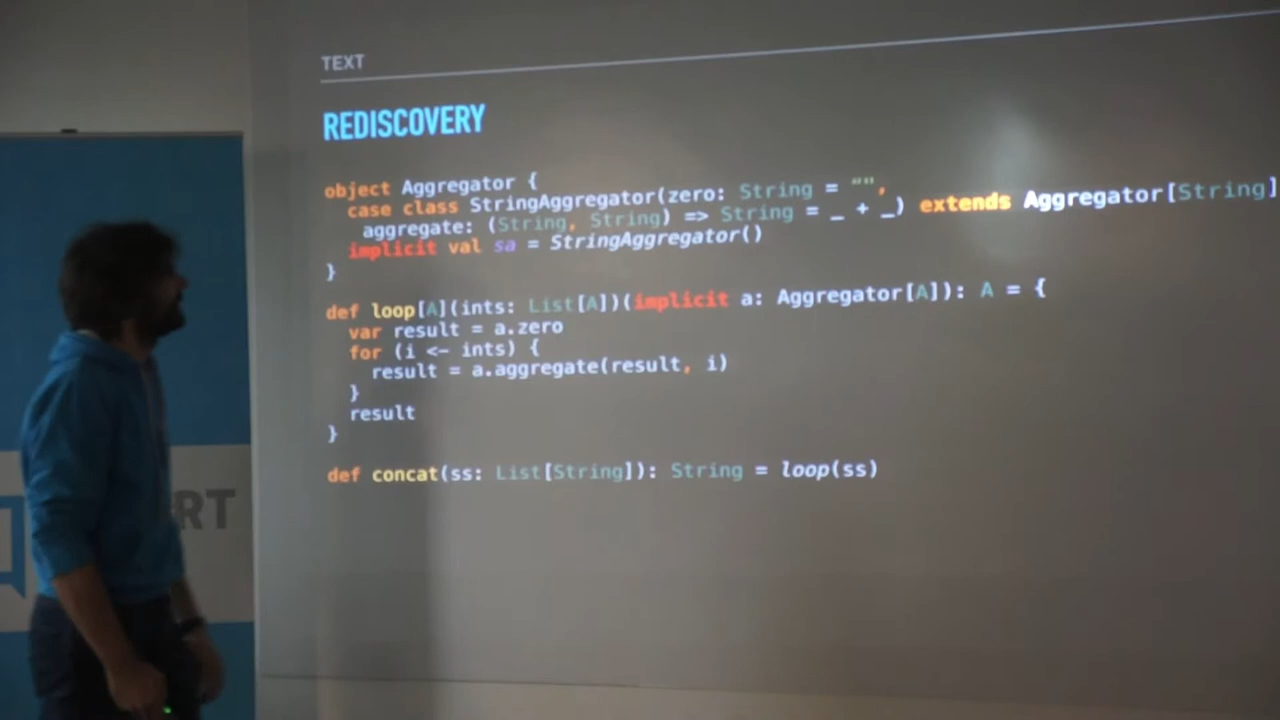 TEXT
REDISCOVERY
object Aggregator {
case class StringAggregator(zero: String = "",
aggregate: (String, String) => String = _ + _) extends Aggregator[String]
implicit val sa = StringAggregator()
}
def loop[A](ints: List[A])(implicit a: Aggregator[A]): A = {
var result = a.zero
for (i <- ints) {
result = a.aggregate(result, i)
}
result
}
def concat(ss: List[String]): String = loop(ss)
RT